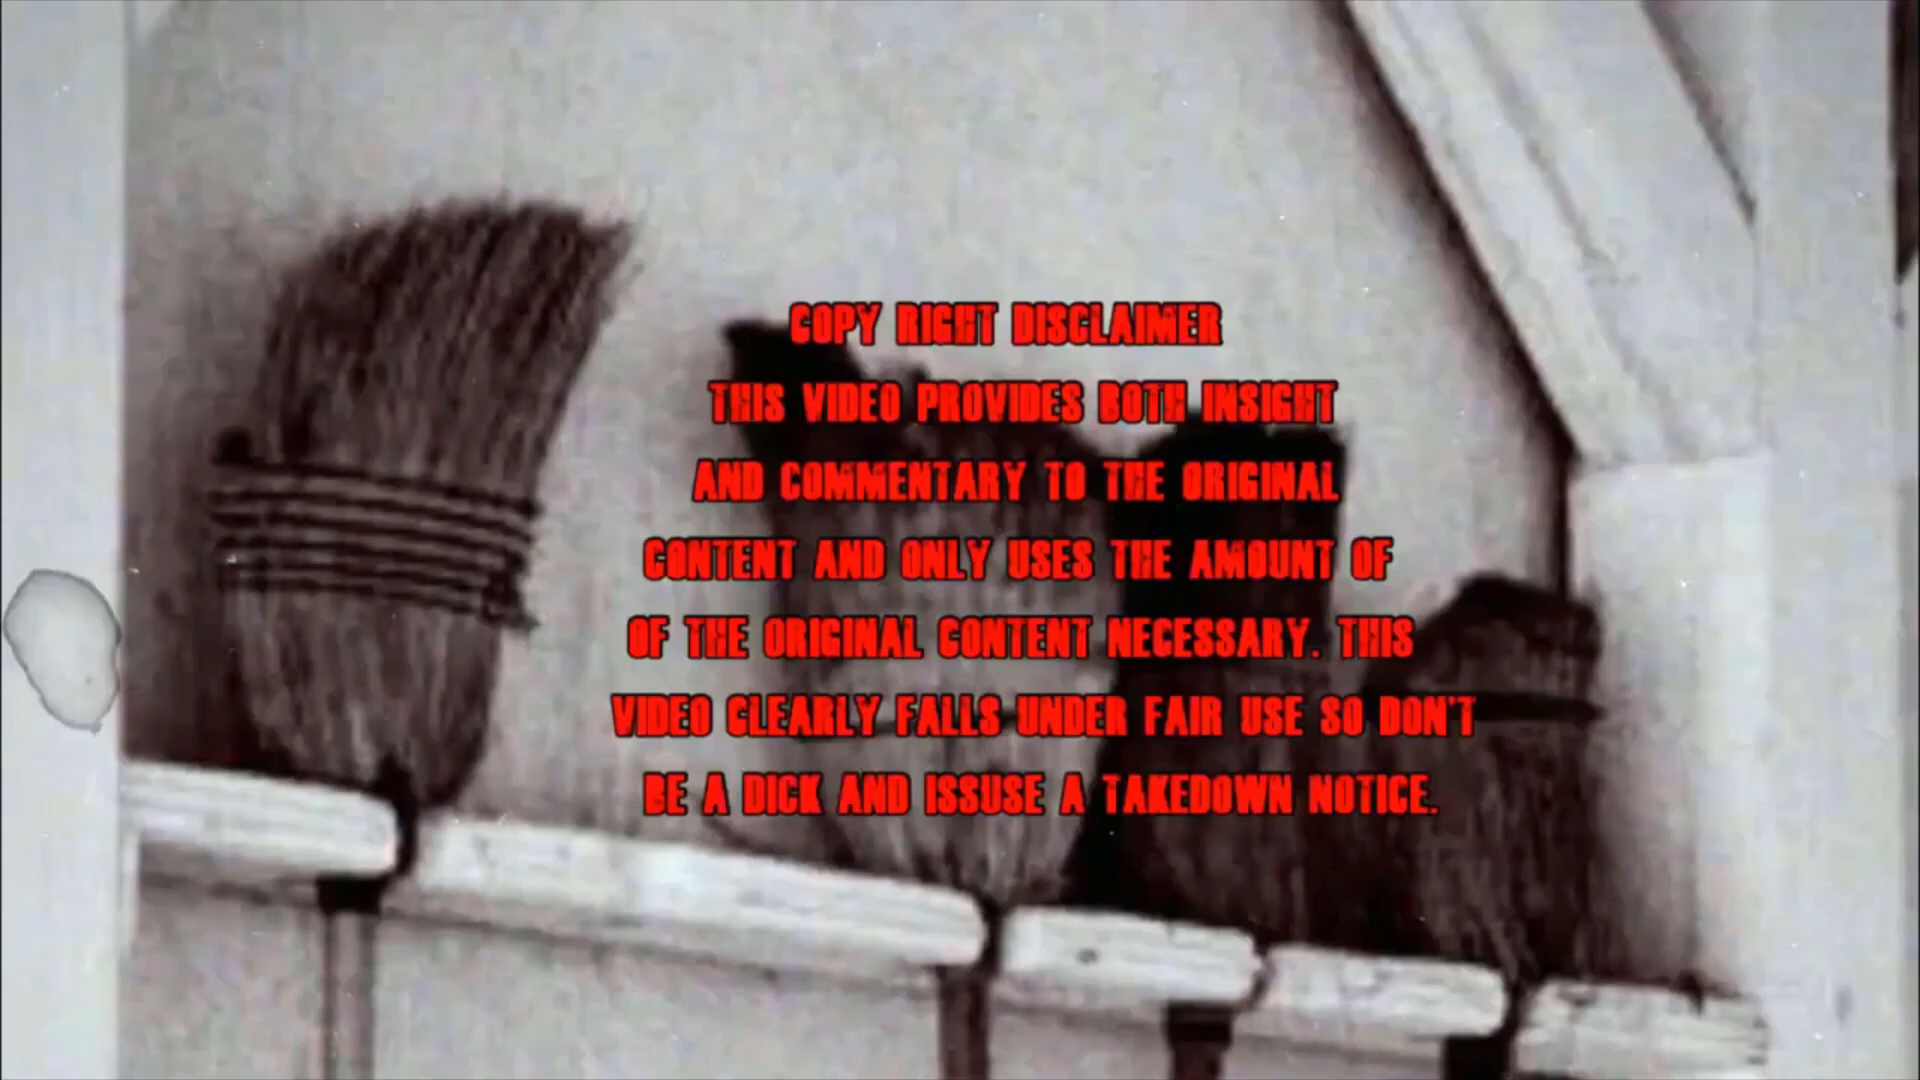 COPY RIGHT DISCLAIMER
THIS VIDEO PROVIDES BOTH INSIGHT
AND COMMENTARY TO THE ORIGINAL
CONTENT AND ONLY USES THE AMOUNT OF
OF THE ORIGINAL CONTENT NECESSARY. THIS
VIDEO CLEARLY FALLS UNDER FAIR USE SO DON'T
BE A DICK AND ISSUSE A TAKEDOWN NOTICE.